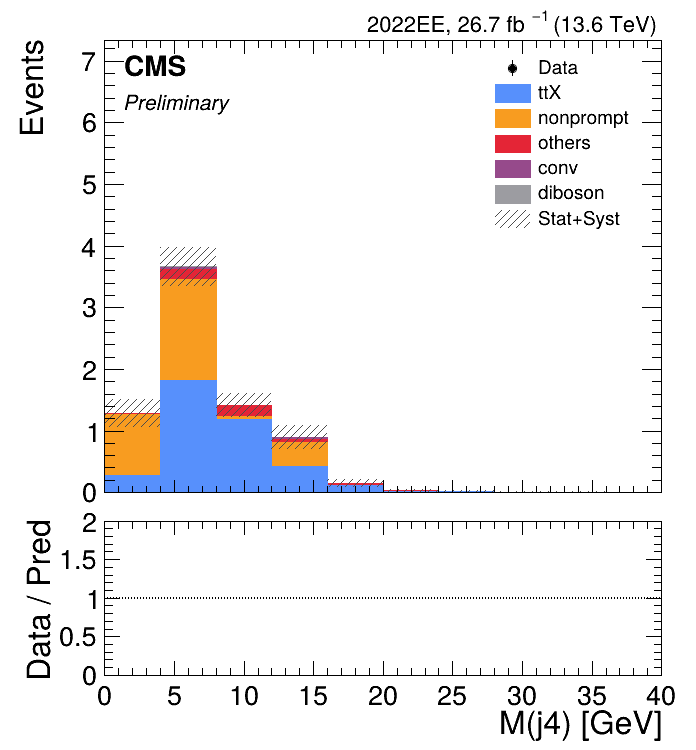 2022EE, 26.7 fb⁻¹ (13.6 TeV)
CMS
Preliminary
Events
7
6
5
4
3
2
1
0
Data
ttX
nonprompt
others
conv
diboson
Stat+Syst
Data / Pred
2
1.5
1
0.5
0
0 5 10 15 20 25 30 35 40
M(j4) [GeV]